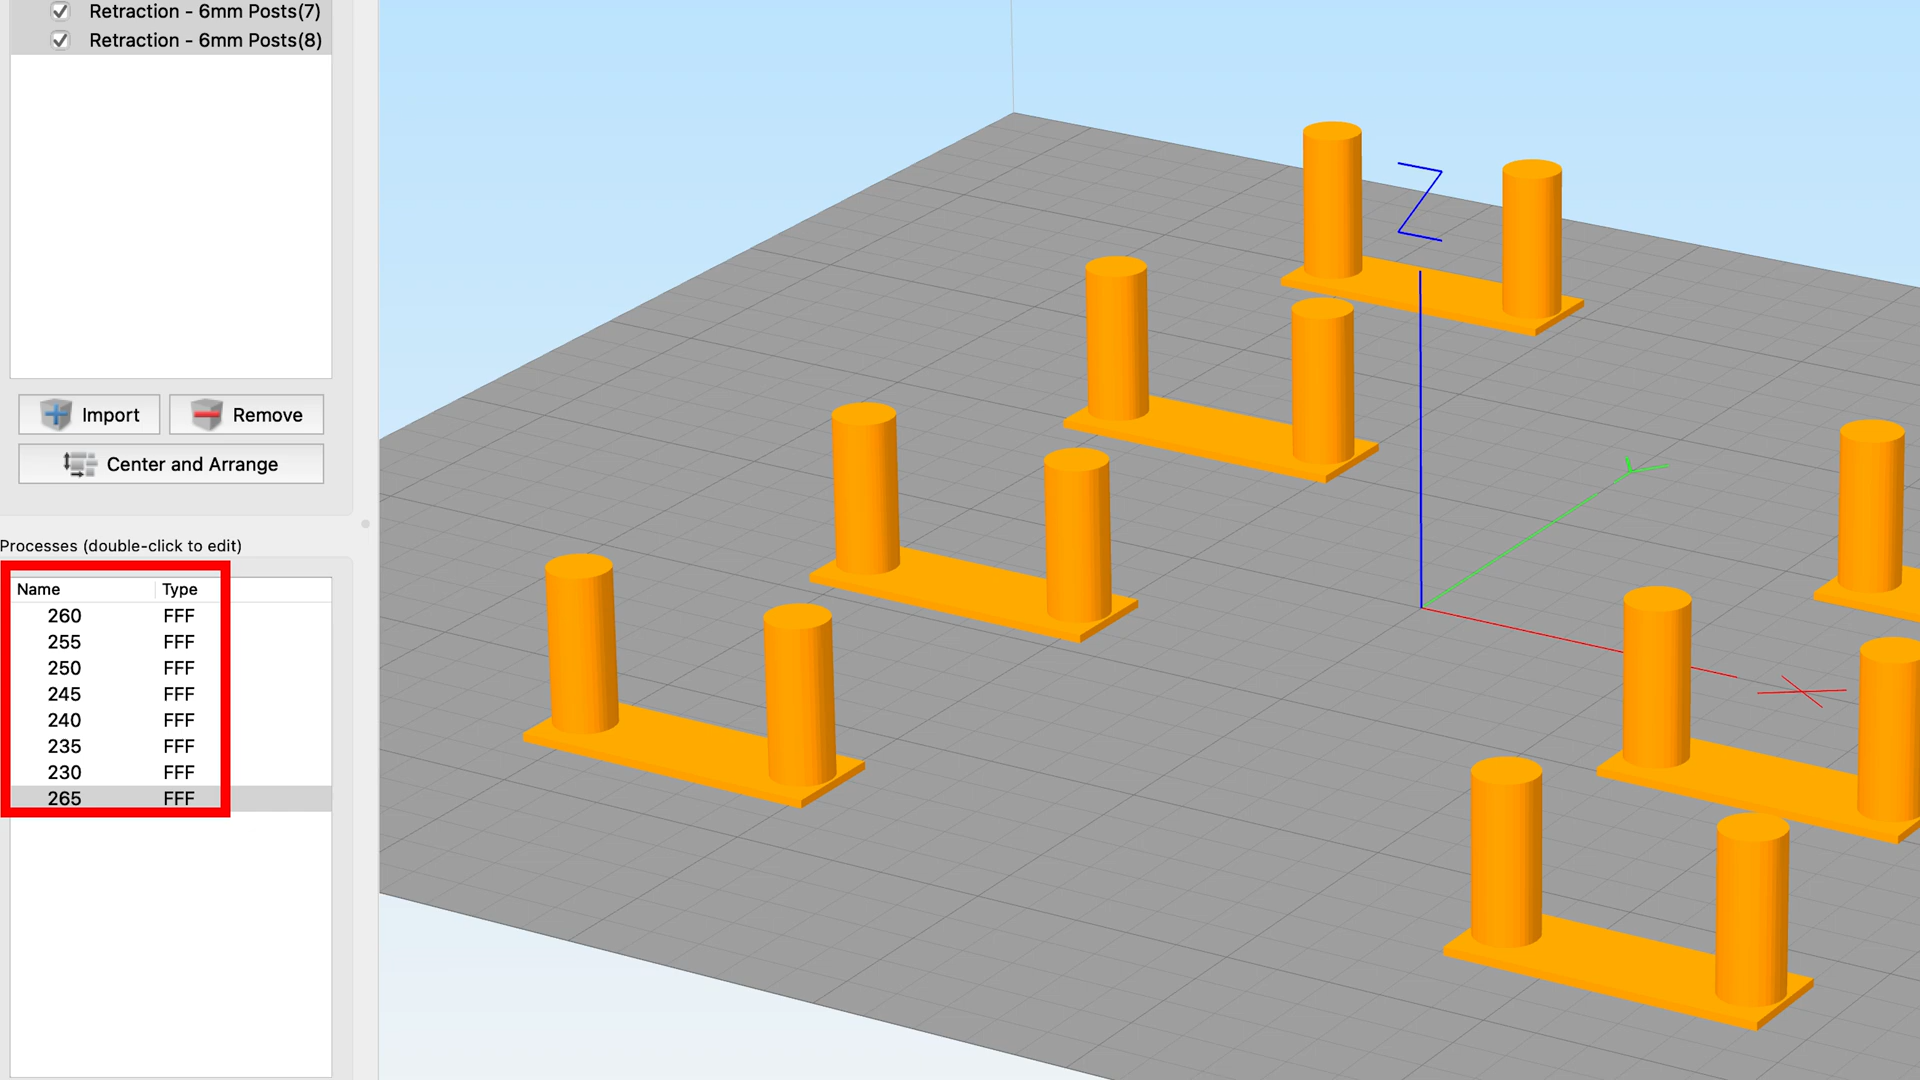 Retraction - 6mm Posts(7)
Retraction - 6mm Posts(8)
Import Remove
Center and Arrange
Processes (double-click to edit)
Name Type
260 FFF
255 FFF
250 FFF
245 FFF
240 FFF
235 FFF
230 FFF
265 FFF
Z
Y
X